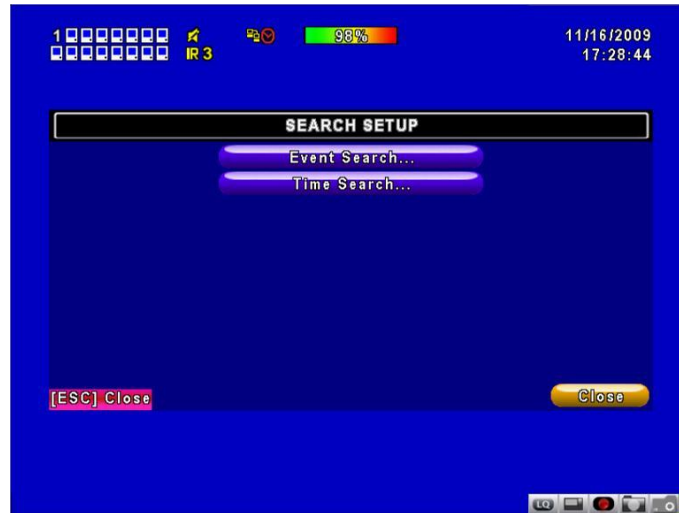 1
IR 3
98%
11/16/2009
17:28:44
SEARCH SETUP
Event Search...
Time Search...
[ESC] Close
Close
LQ